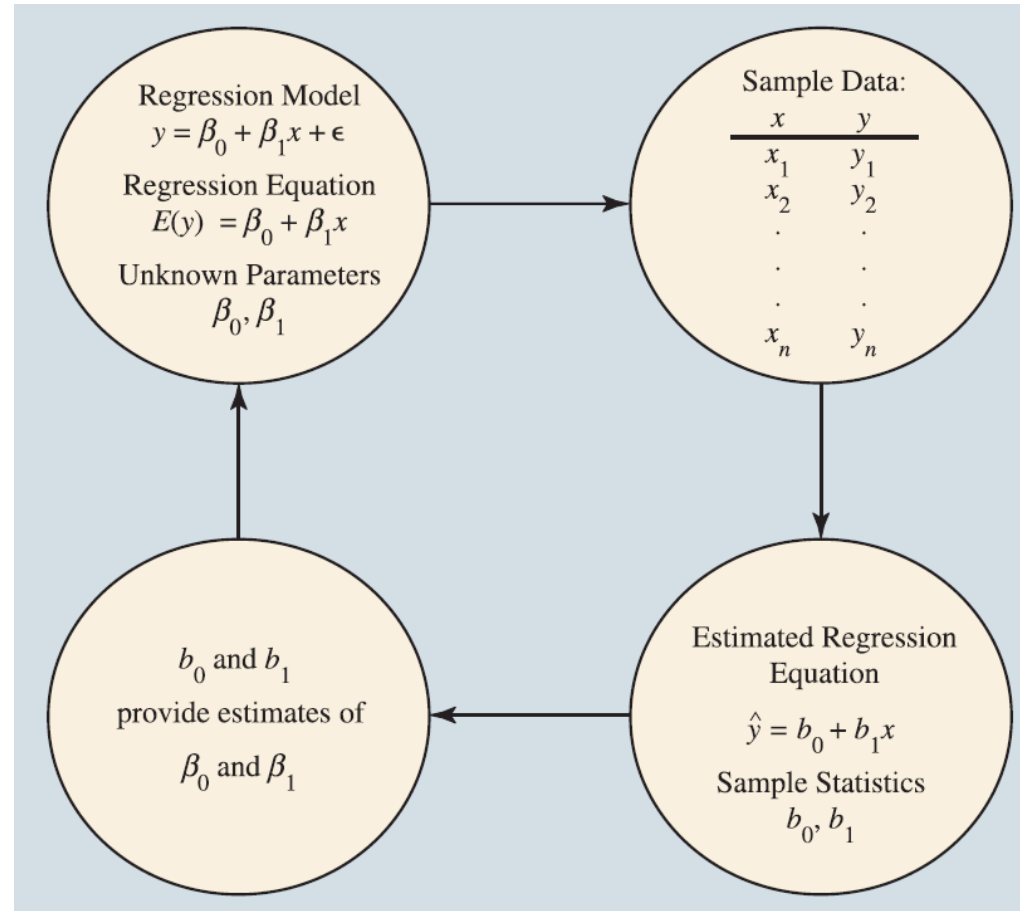 Regression Model
y = β₀ + β₁x + ϵ
Regression Equation
E(y) = β₀ + β₁x
Unknown Parameters
β₀, β₁
Sample Data:
x y
x₁ y₁
x₂ y₂
. .
. .
. .
xₙ yₙ
Estimated Regression
Equation
ŷ = b₀ + b₁x
Sample Statistics
b₀, b₁
b₀ and b₁
provide estimates of
β₀ and β₁